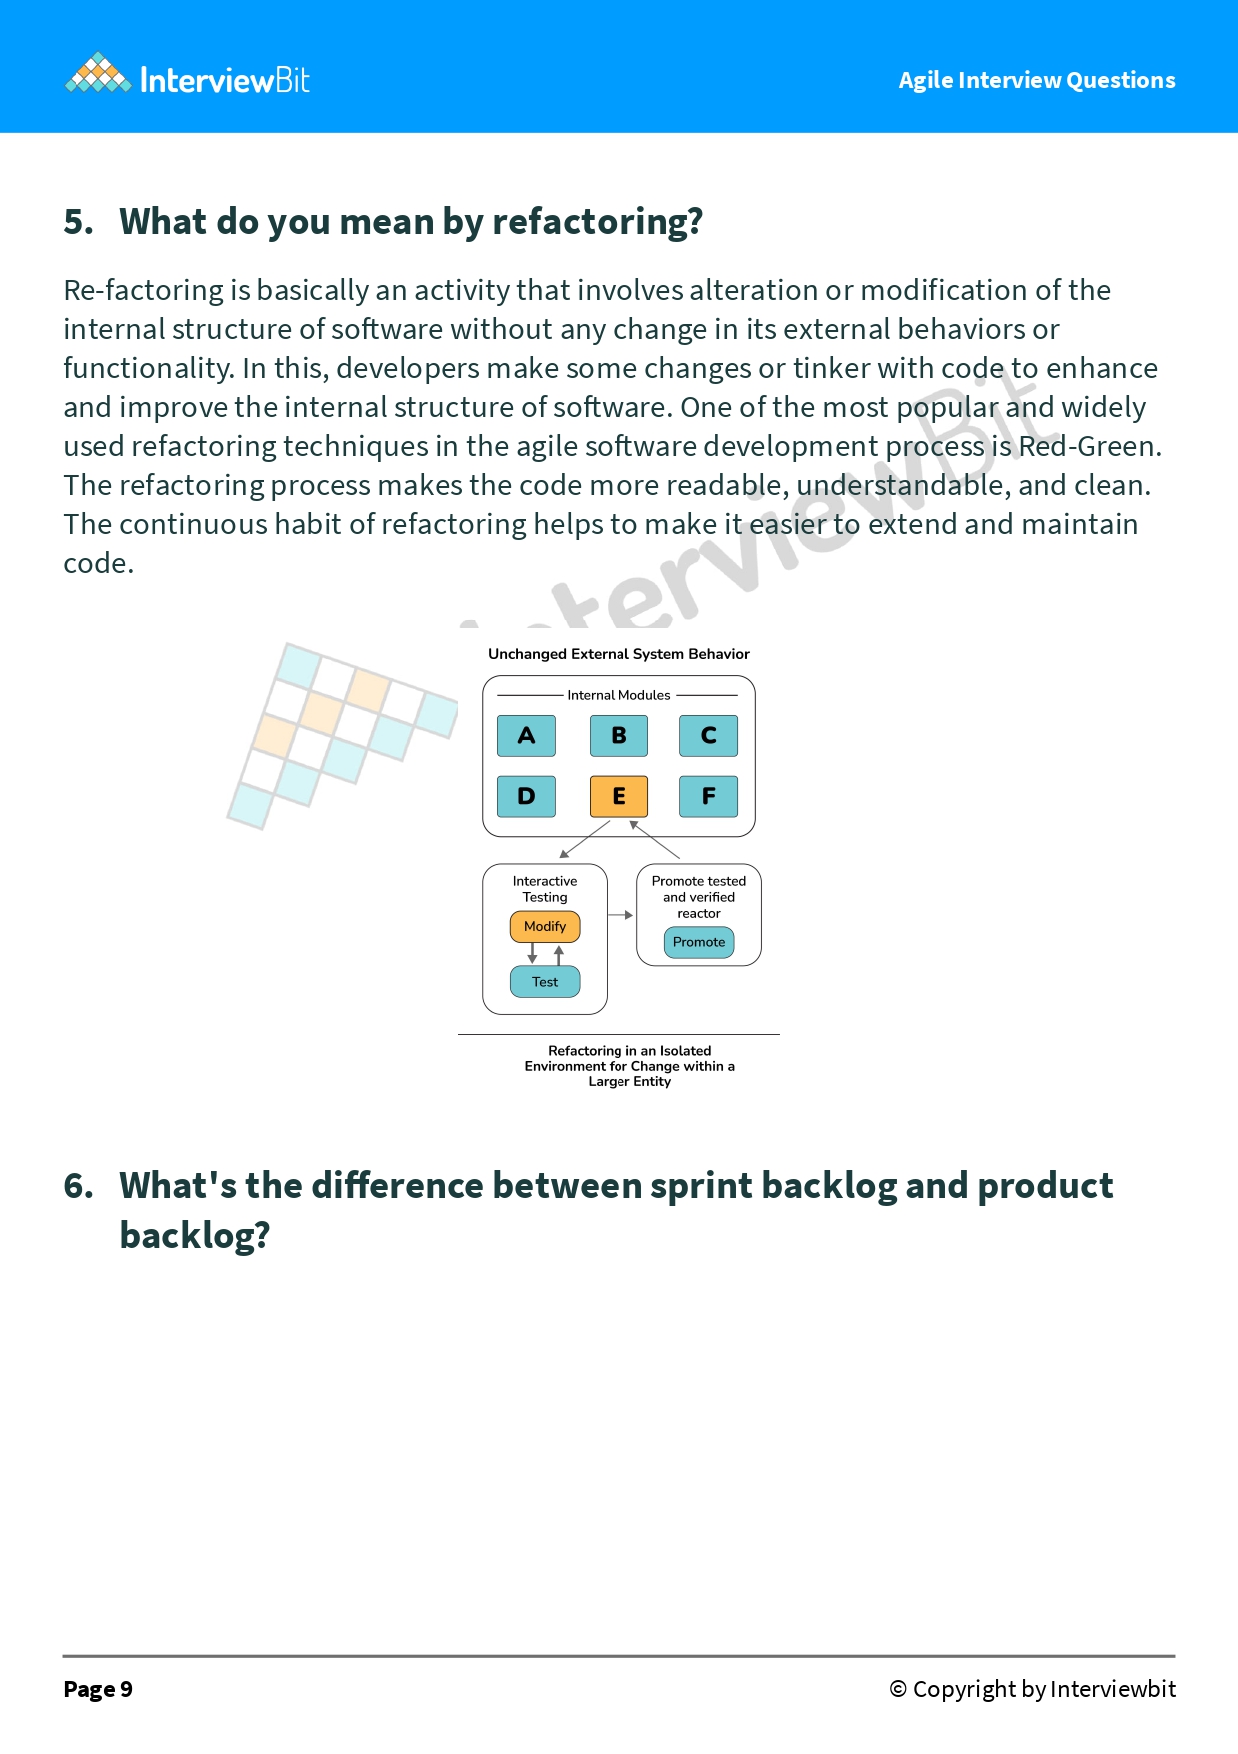 InterviewBit
Agile Interview Questions
5. What do you mean by refactoring?
Re-factoring is basically an activity that involves alteration or modification of the
internal structure of software without any change in its external behaviors or
functionality. In this, developers make some changes or tinker with code to enhance
and improve the internal structure of software. One of the most popular and widely
used refactoring techniques in the agile software development process is Red-Green.
The refactoring process makes the code more readable, understandable, and clean.
The continuous habit of refactoring helps to make it easier to extend and maintain
code.
InterviewBit
Unchanged External System Behavior
Internal Modules
A B C
D E F
Interactive
Testing
Modify
Test
Promote tested
and verified
reactor
Promote
Refactoring in an Isolated
Environment for Change within a
Larger Entity
6. What's the difference between sprint backlog and product
backlog?
Page 9
© Copyright by Interviewbit